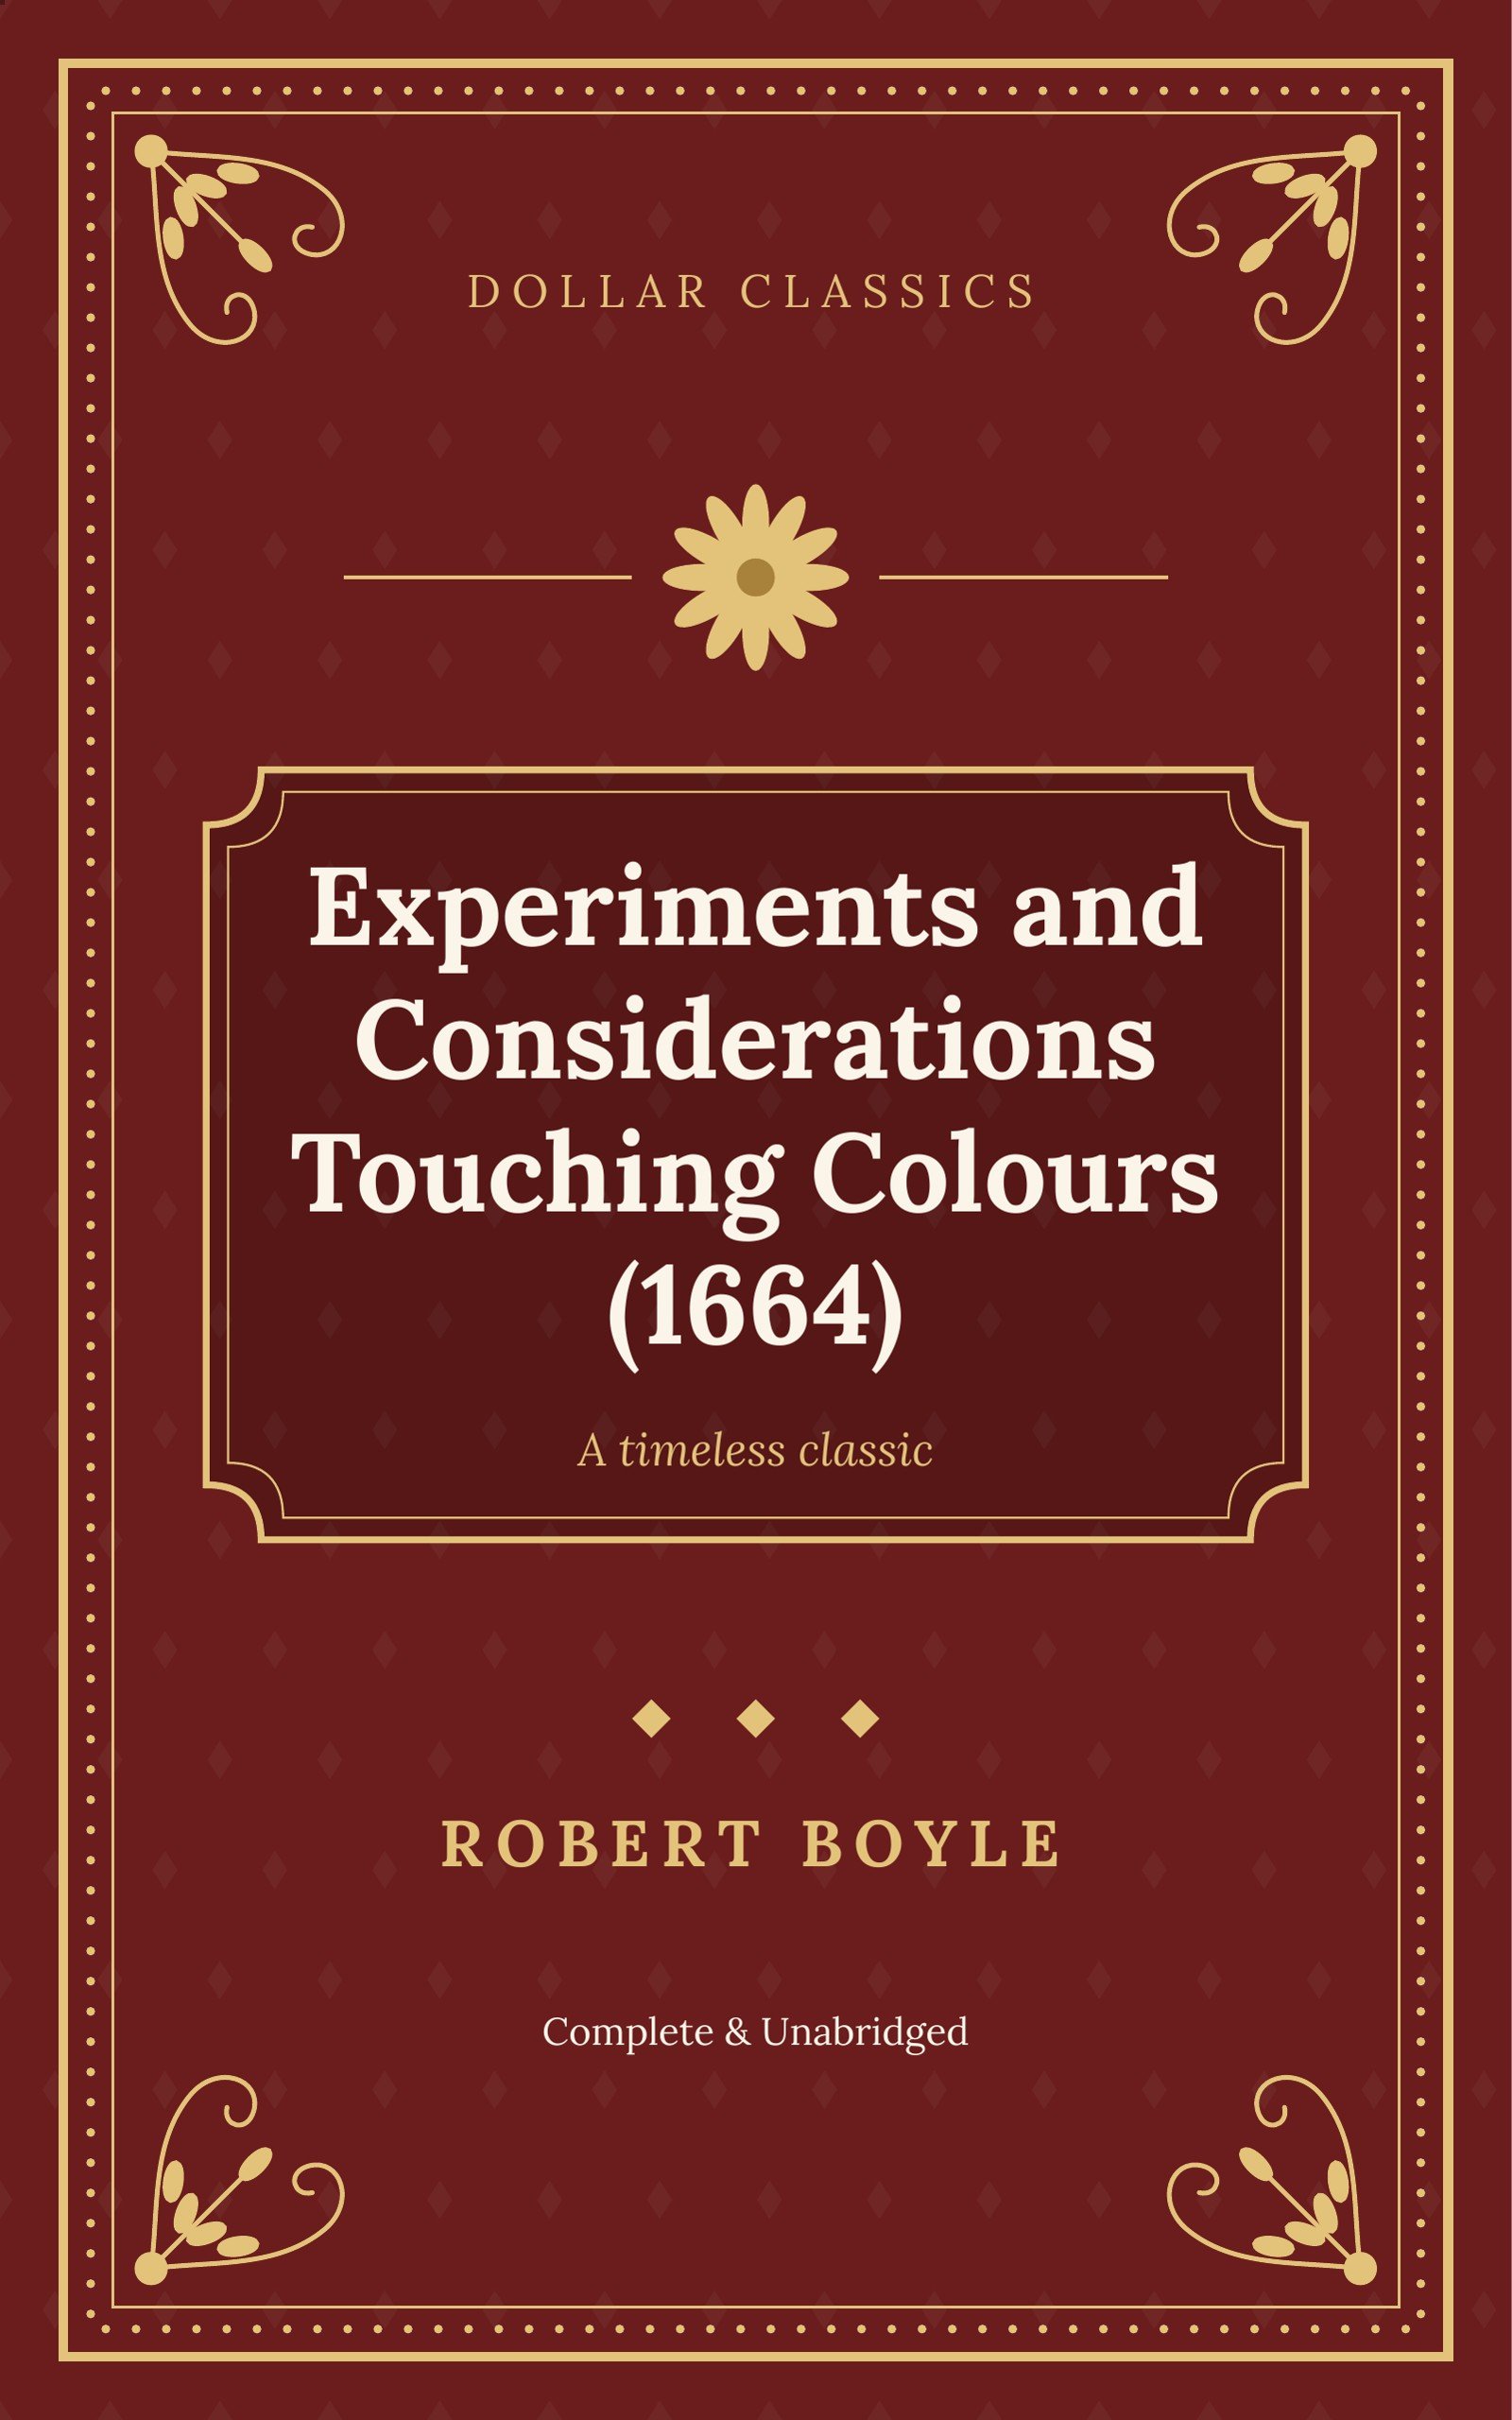 DOLLAR CLASSICS
Experiments and
Considerations
Touching Colours
(1664)
A timeless classic
ROBERT BOYLE
Complete & Unabridged